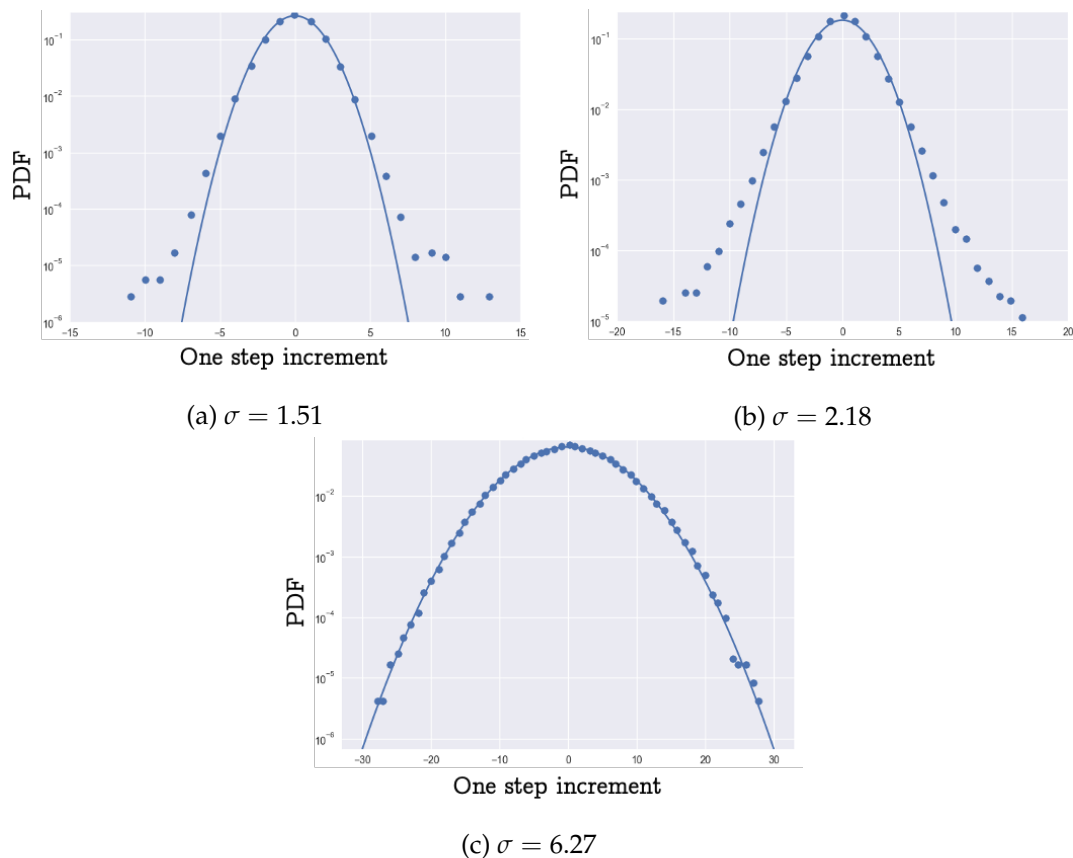 10⁻¹
10⁻²
10⁻³
PDF
10⁻⁴
10⁻⁵
10⁻⁶
−15 −10 −5 0 5 10 15
One step increment
(a) σ = 1.51
10⁻¹
10⁻²
PDF
10⁻³
10⁻⁴
10⁻⁵
−20 −15 −10 −5 0 5 10 15 20
One step increment
(b) σ = 2.18
10⁻²
10⁻³
PDF
10⁻⁴
10⁻⁵
10⁻⁶
−30 −20 −10 0 10 20 30
One step increment
(c) σ = 6.27